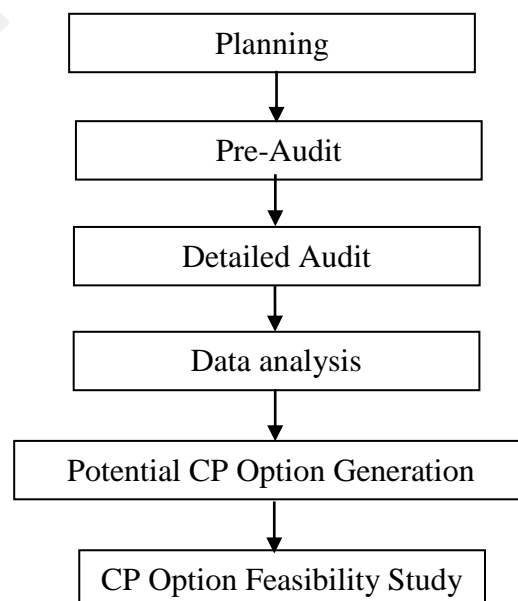 Planning
Pre-Audit
Detailed Audit
Data analysis
Potential CP Option Generation
CP Option Feasibility Study